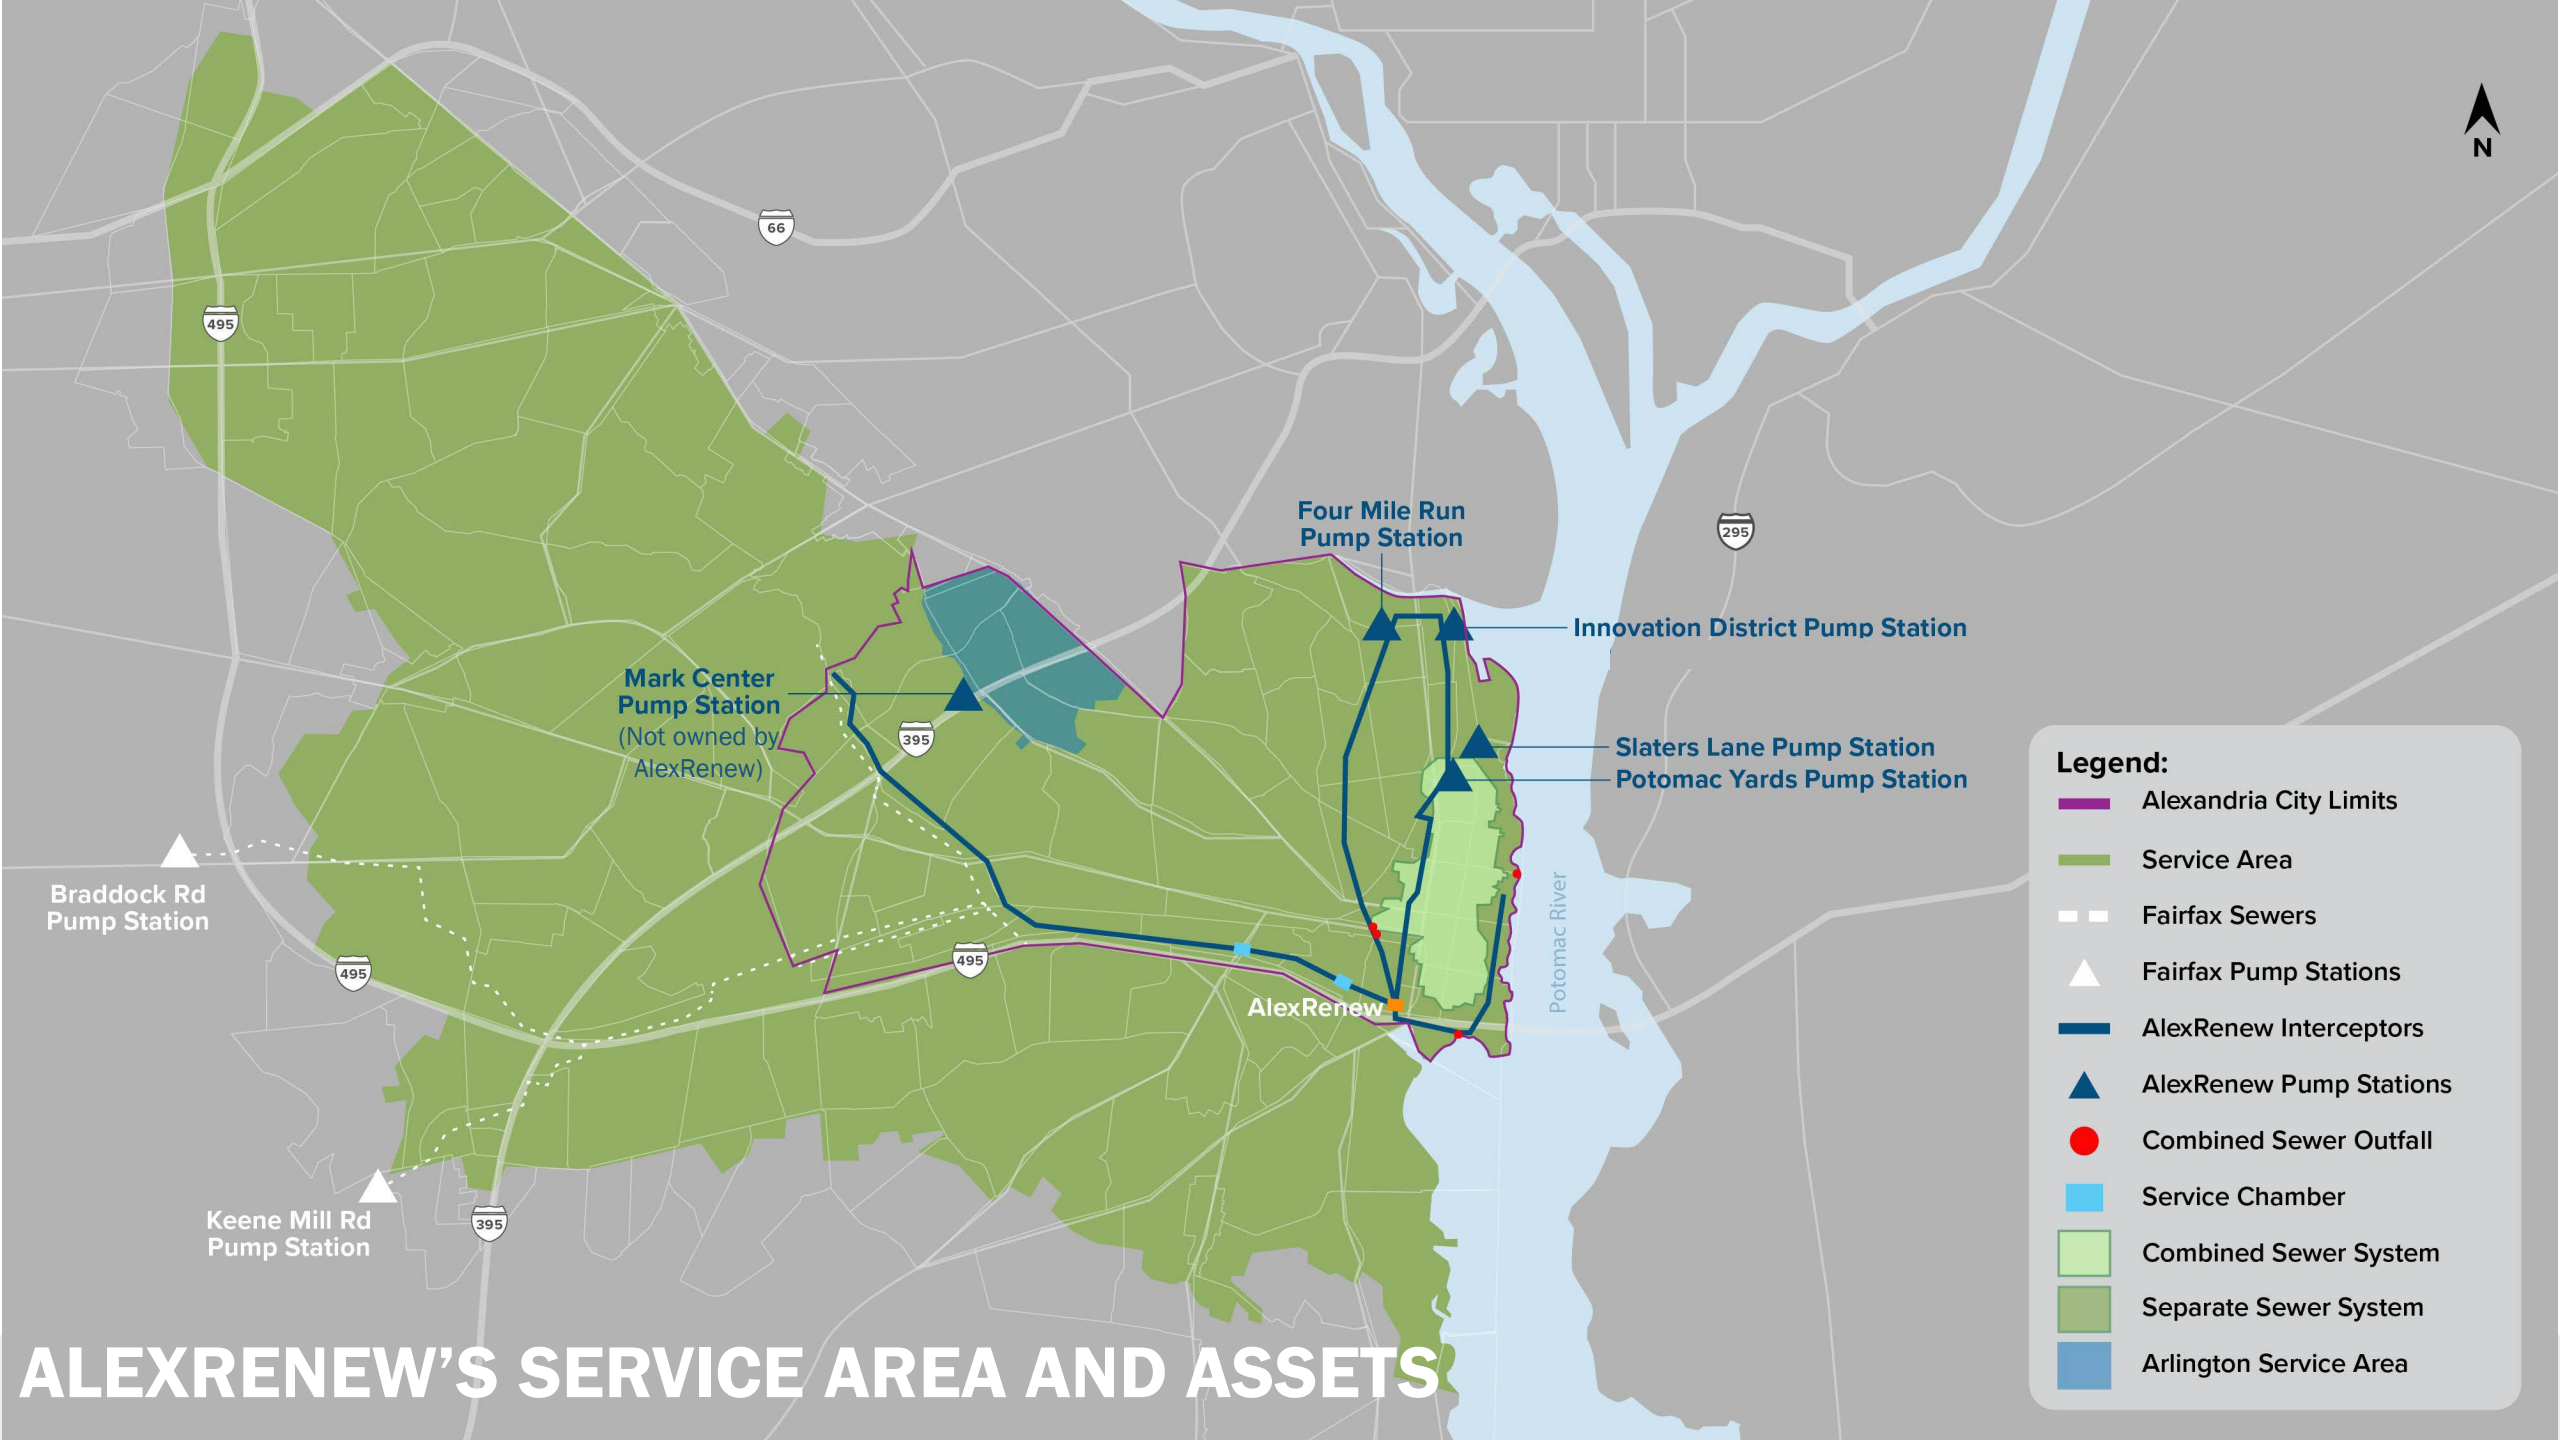 N
66
495
Four Mile Run
Pump Station
295
Innovation District Pump Station
Mark Center
Pump Station
(Not owned by
AlexRenew)
395
Slaters Lane Pump Station
Potomac Yards Pump Station
Braddock Rd
Pump Station
495
495
Potomac River
AlexRenew
Keene Mill Rd
Pump Station
395
Legend:
Alexandria City Limits
Service Area
Fairfax Sewers
Fairfax Pump Stations
AlexRenew Interceptors
AlexRenew Pump Stations
Combined Sewer Outfall
Service Chamber
Combined Sewer System
Separate Sewer System
Arlington Service Area
ALEXRENEW’S SERVICE AREA AND ASSETS